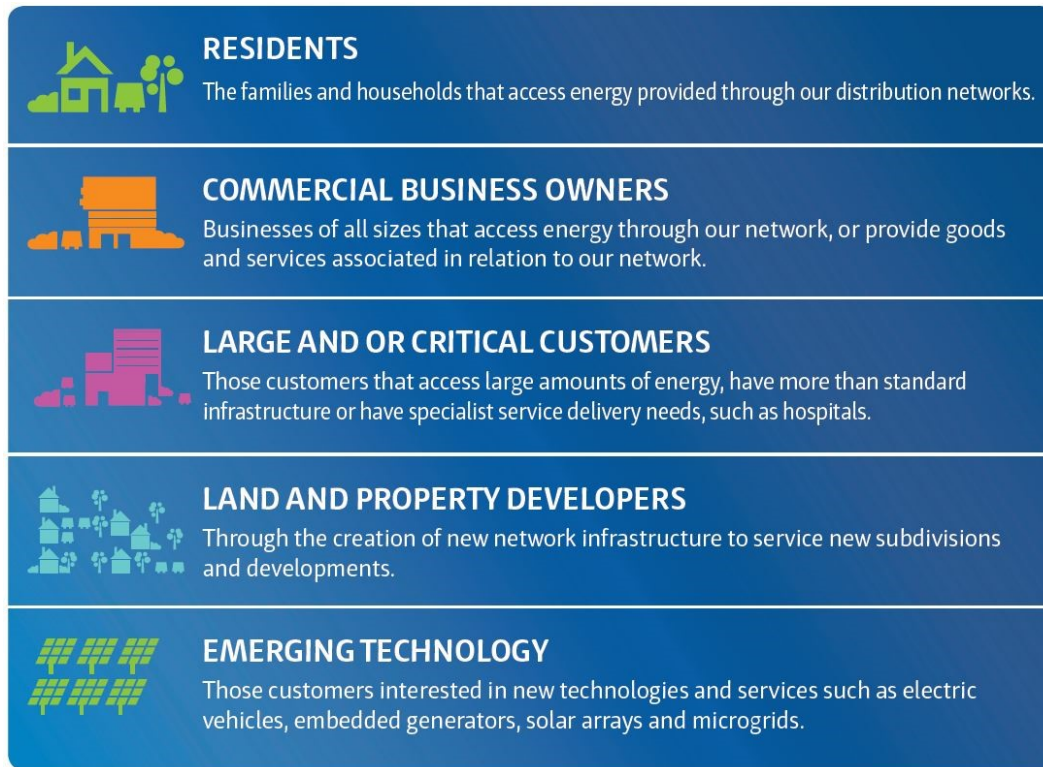 RESIDENTS
The families and households that access energy provided through our distribution networks.
COMMERCIAL BUSINESS OWNERS
Businesses of all sizes that access energy through our network, or provide goods
and services associated in relation to our network.
LARGE AND OR CRITICAL CUSTOMERS
Those customers that access large amounts of energy, have more than standard
infrastructure or have specialist service delivery needs, such as hospitals.
LAND AND PROPERTY DEVELOPERS
Through the creation of new network infrastructure to service new subdivisions
and developments.
EMERGING TECHNOLOGY
Those customers interested in new technologies and services such as electric
vehicles, embedded generators, solar arrays and microgrids.